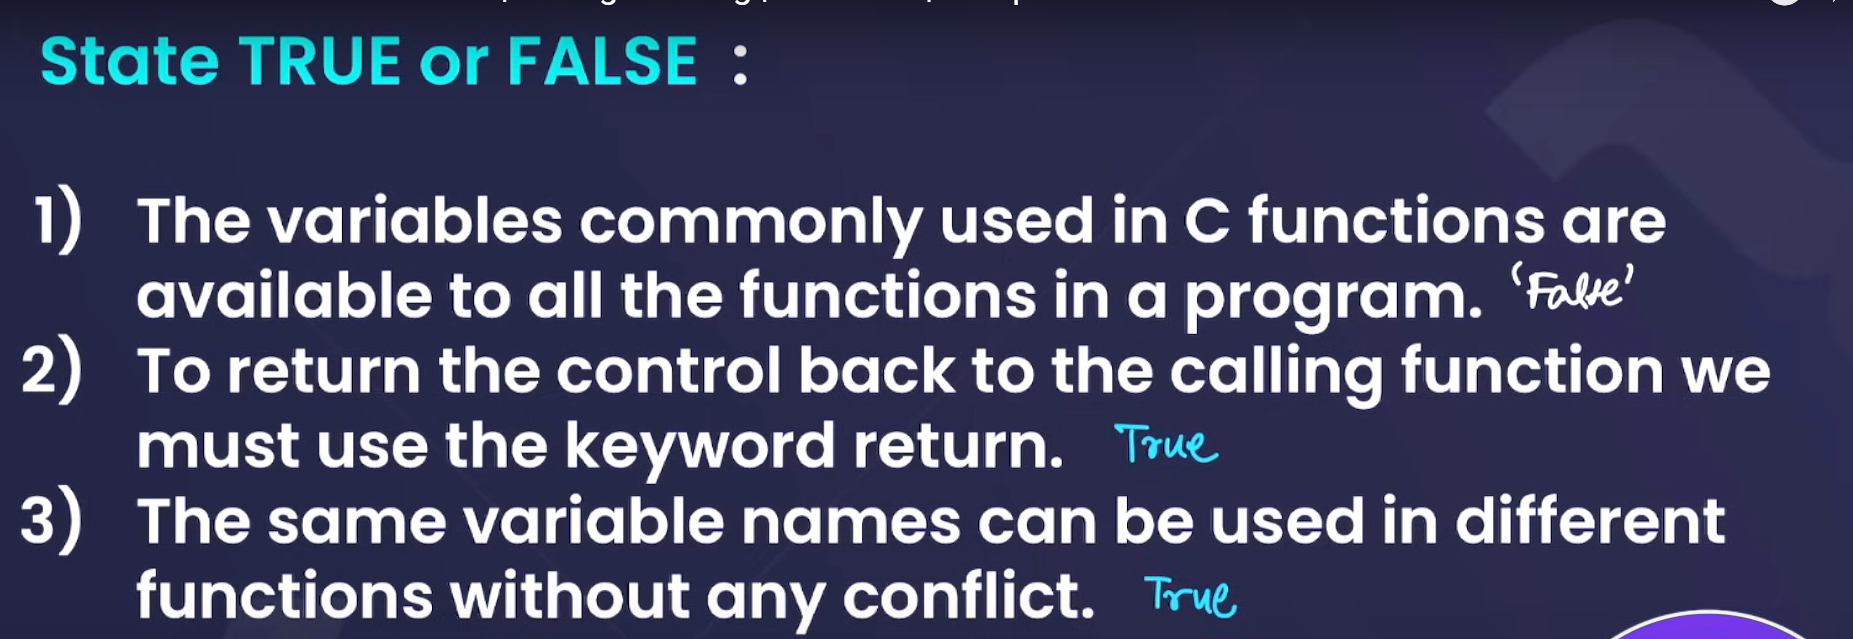 State TRUE or FALSE :
1) The variables commonly used in C functions are
available to all the functions in a program. 'False'
2) To return the control back to the calling function we
must use the keyword return. True
3) The same variable names can be used in different
functions without any conflict. True